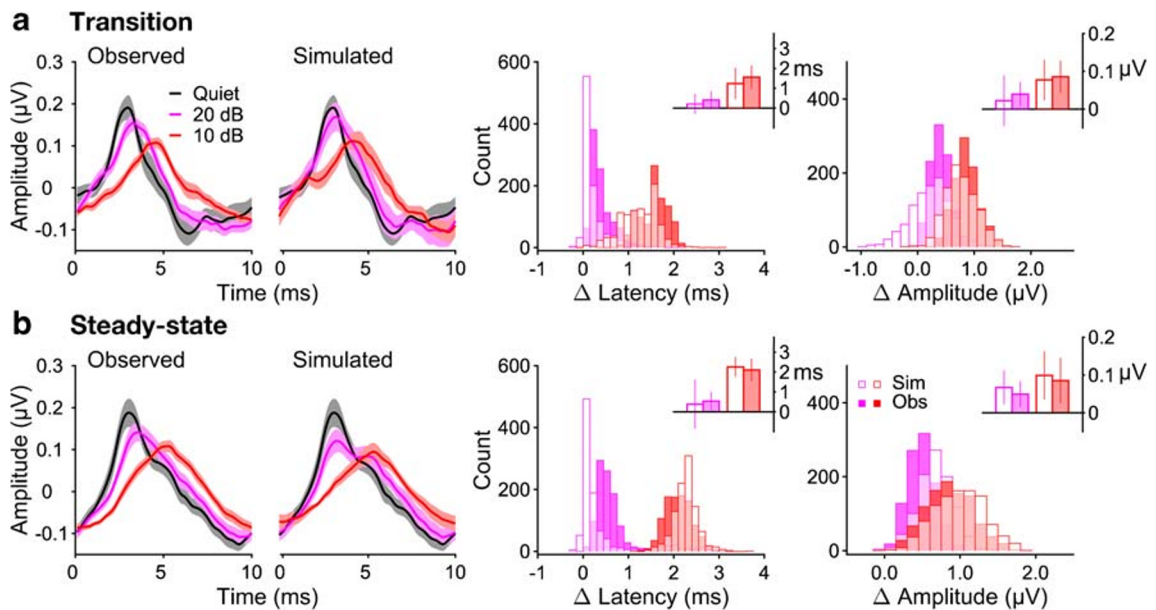 a Transition
Observed
Simulated
0.3
0.2
0.1
0
-0.1
Amplitude (μV)
Quiet
20 dB
10 dB
0 5 10
0 5 10
Time (ms)
600
400
200
0
Count
-1 0 1 2 3 4
Δ Latency (ms)
3
2
1
0
ms
400
200
0
-1.0 0.0 1.0 2.0
Δ Amplitude (μV)
0.2
0.1
0
μV
b Steady-state
Observed
Simulated
0.3
0.2
0.1
0
-0.1
Amplitude (μV)
0 5 10
0 5 10
Time (ms)
600
400
200
0
Count
-1 0 1 2 3 4
Δ Latency (ms)
3
2
1
0
ms
Sim
Obs
400
200
0
0.0 1.0 2.0
Δ Amplitude (μV)
0.2
0.1
0
μV